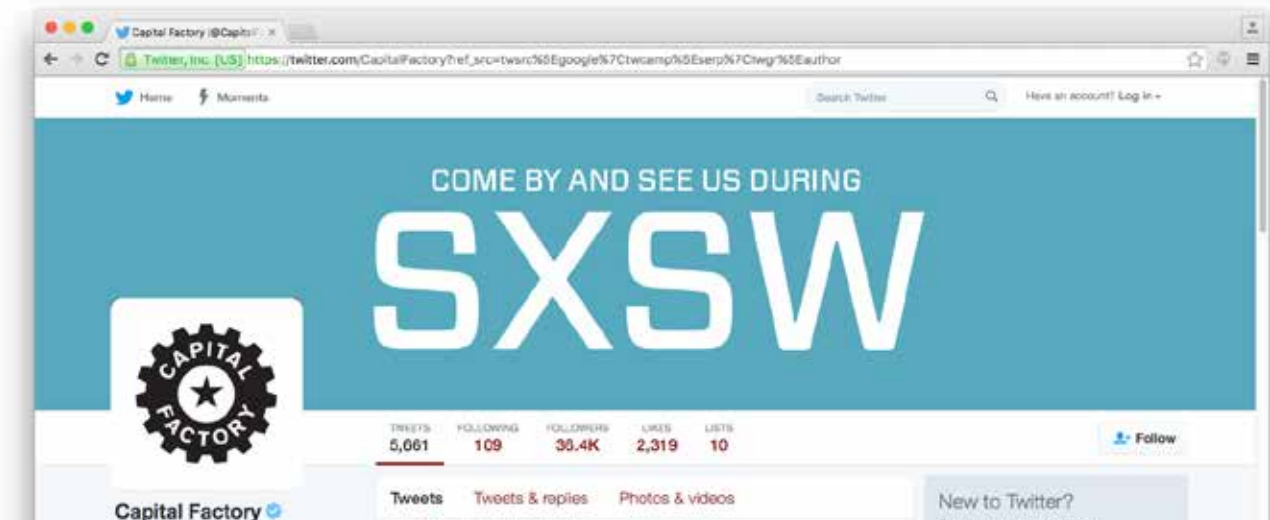 Capital Factory (@Capital
Twitter, Inc. [US] https://twitter.com/CapitalFactory?ref_src=twsrc%5Egoogle%7Ctwcamp%5Eserp%7Ctwgr%5Eauthor
Home Moments Search Twitter Have an account? Log in
COME BY AND SEE US DURING
SXSW
CAPITAL
FACTORY
TWEETS FOLLOWING FOLLOWERS LIKES LISTS
5,661 109 36.4K 2,319 10
Follow
Capital Factory
Tweets Tweets & replies Photos & videos
New to Twitter?